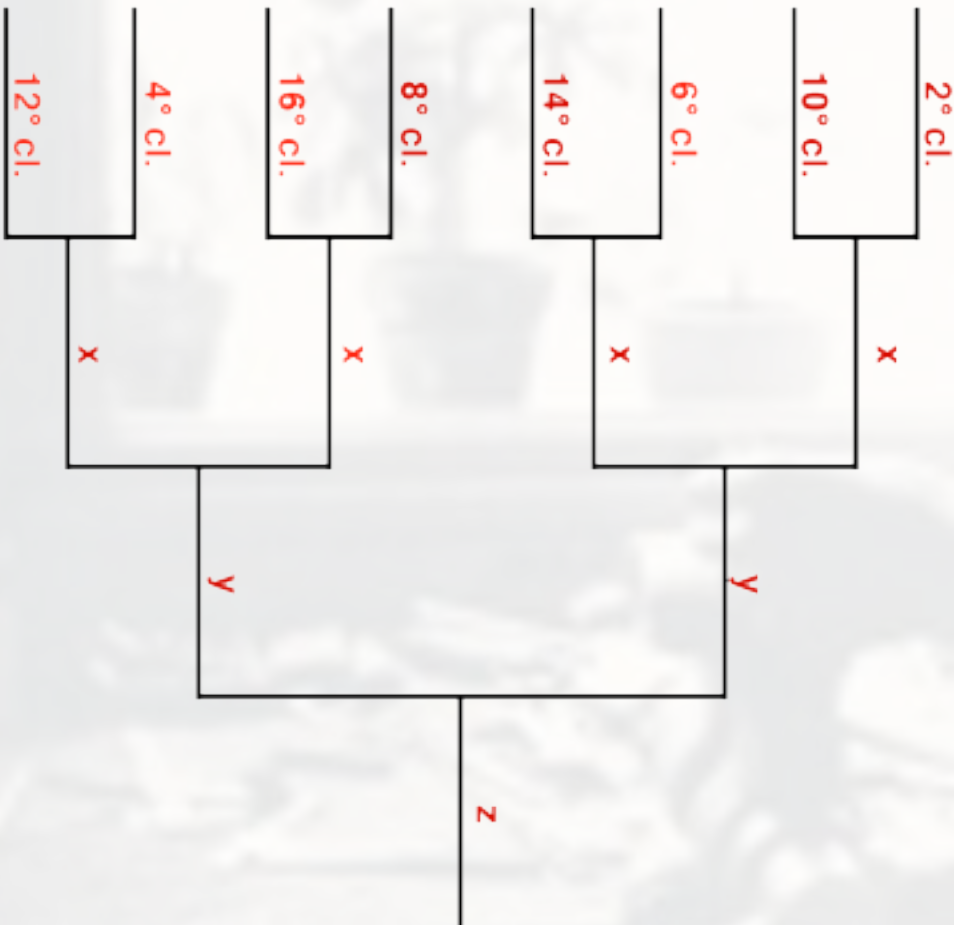 2° cl.
x
10° cl.
y
6° cl.
x
14° cl.
z
8° cl.
x
16° cl.
y
4° cl.
x
12° cl.